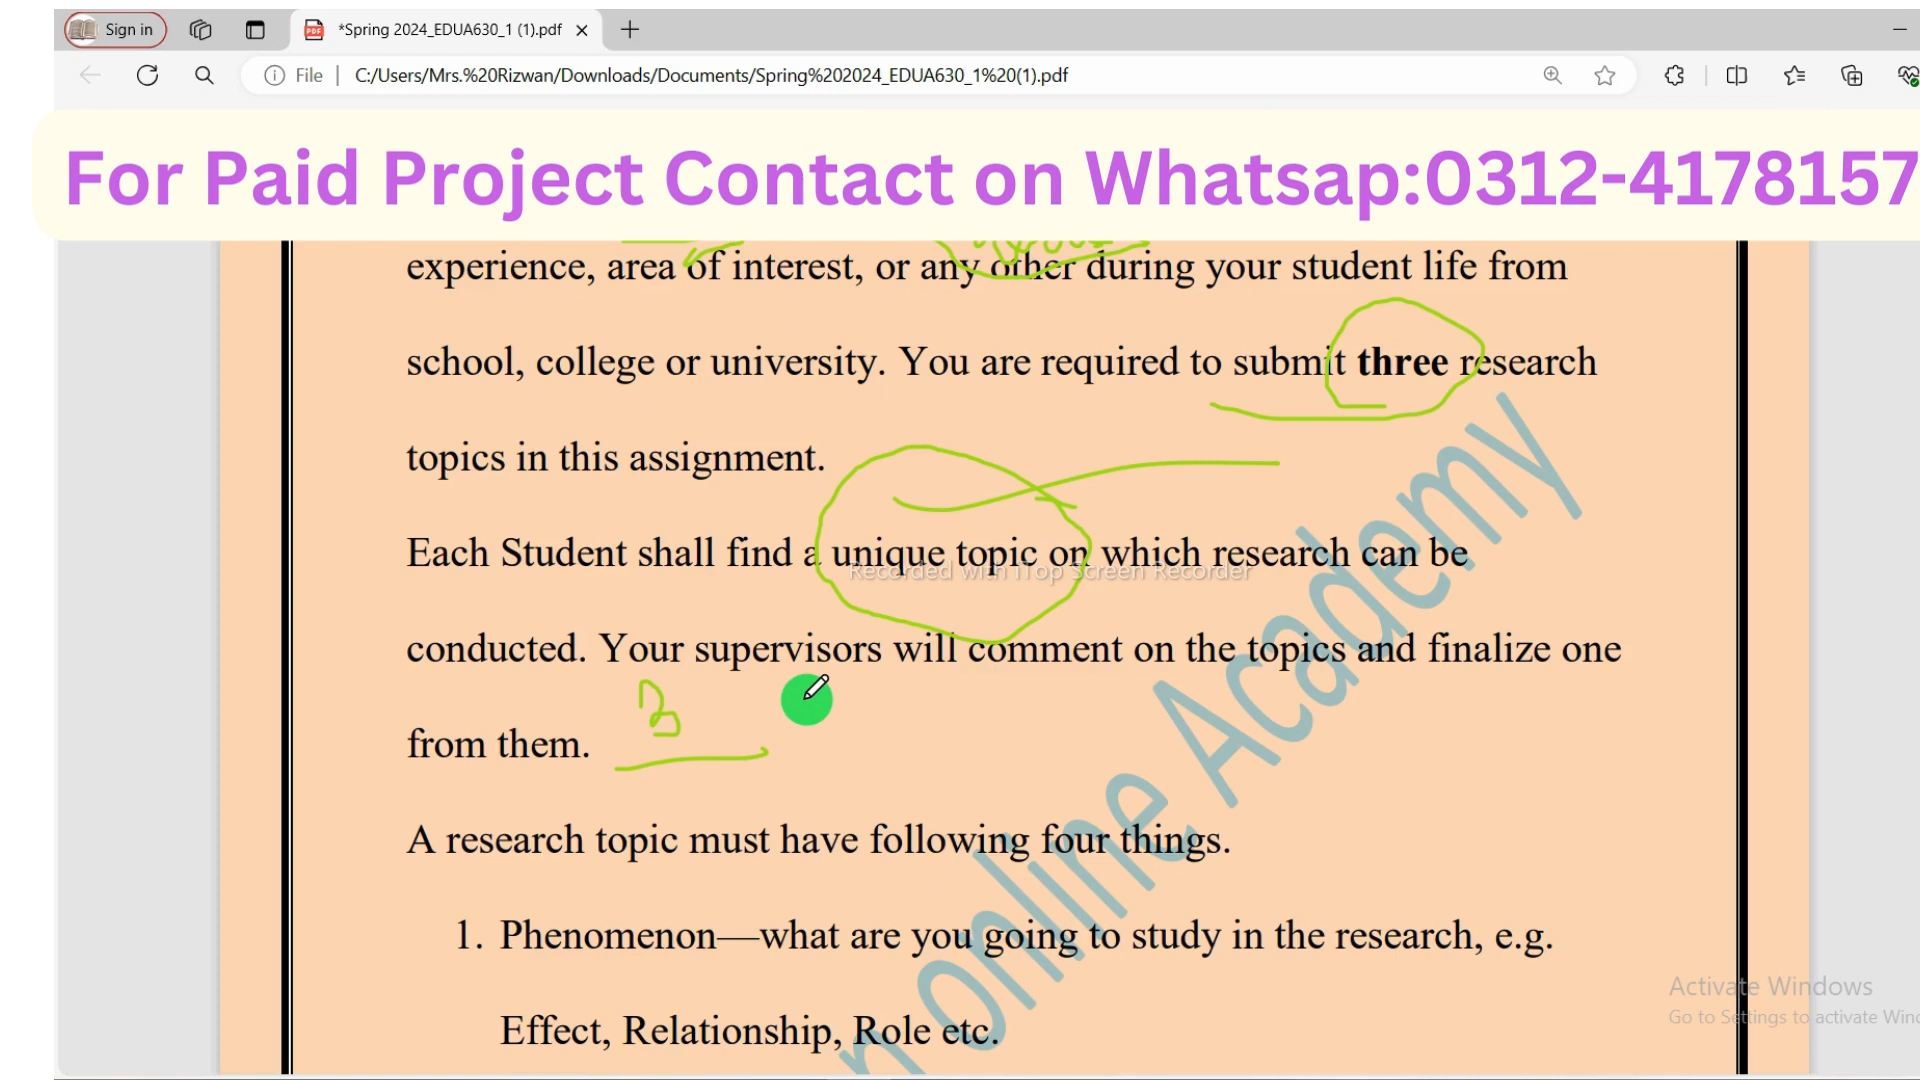 Sign in
*Spring 2024_EDUA630_1 (1).pdf
File
C:/Users/Mrs.%20Rizwan/Downloads/Documents/Spring%202024_EDUA630_1%20(1).pdf
For Paid Project Contact on Whatsap:0312-4178157
experience, area of interest, or any other during your student life from
school, college or university. You are required to submit three research
topics in this assignment.
Each Student shall find a unique topic on which research can be
Recorded with iTop Screen Recorder
conducted. Your supervisors will comment on the topics and finalize one
from them.
A research topic must have following four things.
1. Phenomenon—what are you going to study in the research, e.g.
Effect, Relationship, Role etc.
online Academy
Activate Windows
Go to Settings to activate